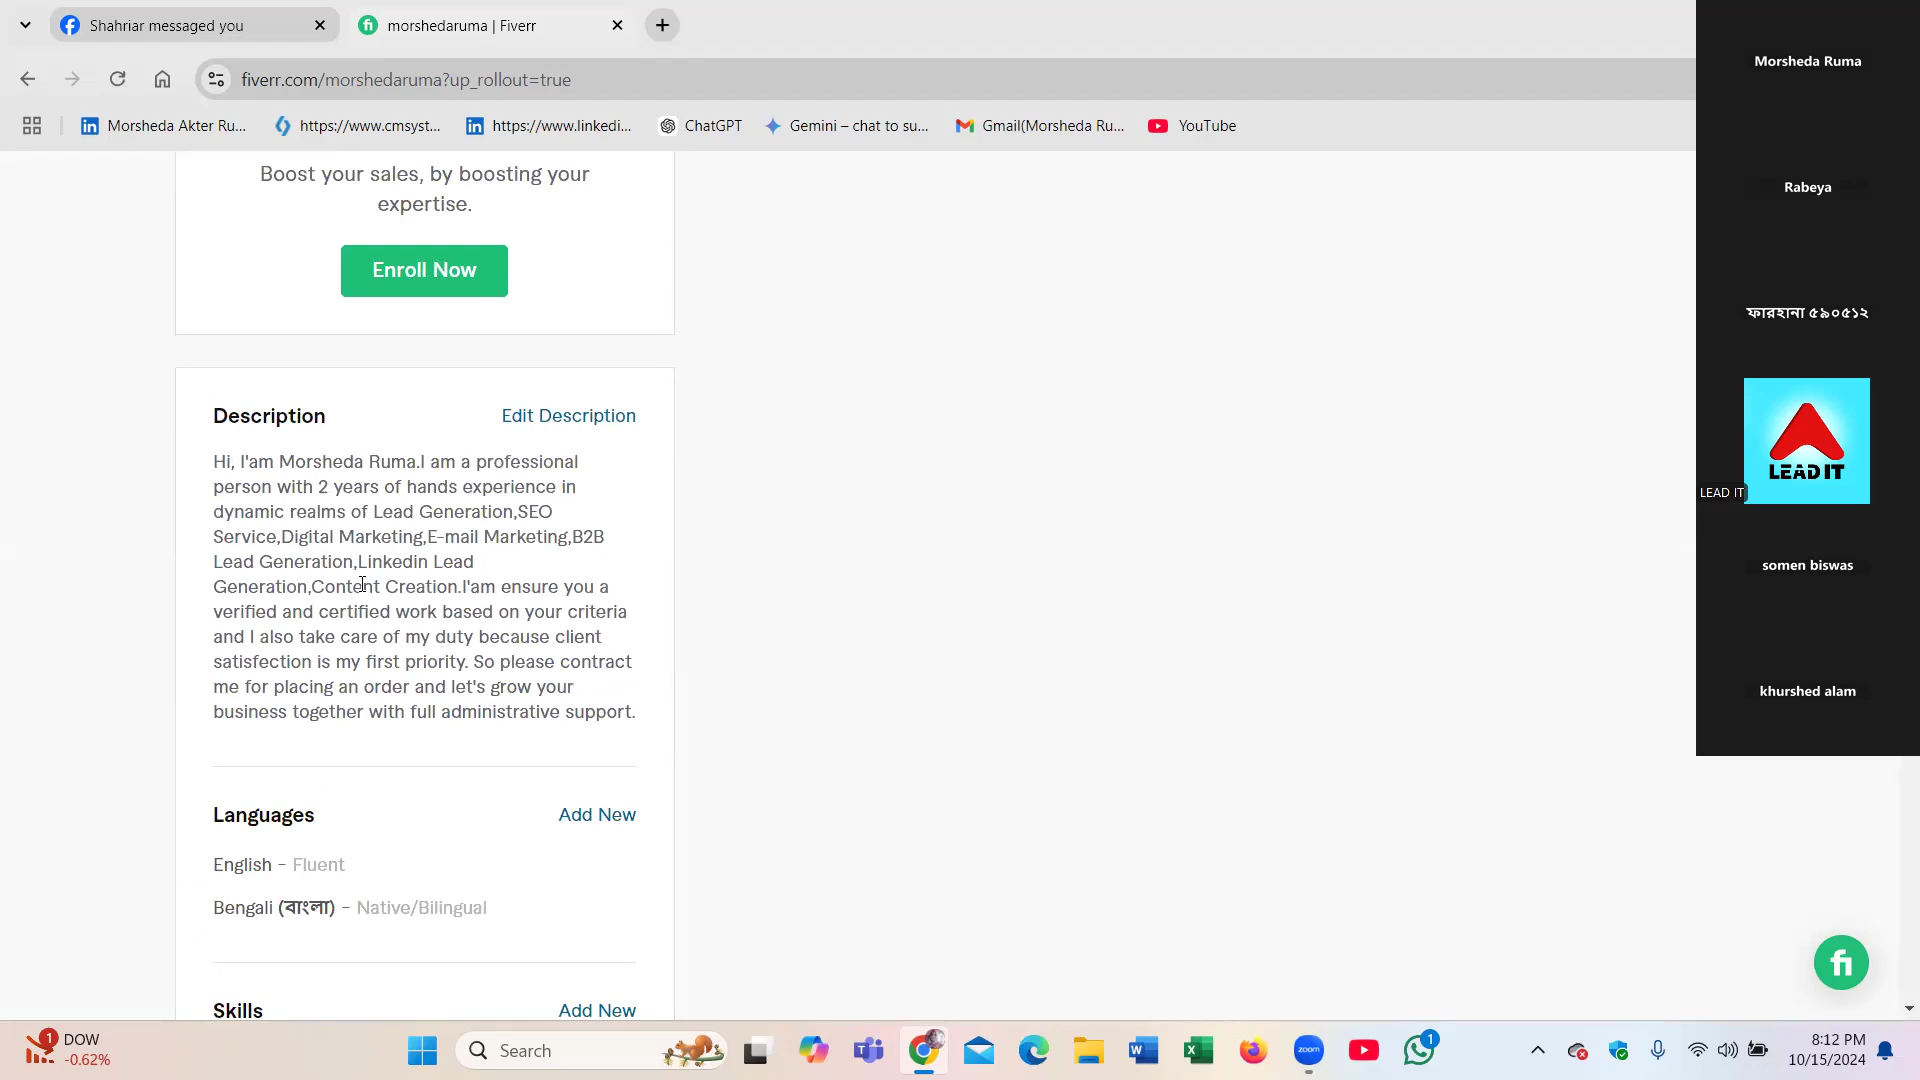 Shahriar messaged you
morshedaruma | Fiverr
fiverr.com/morshedaruma?up_rollout=true
Morsheda Akter Ru...
https://www.cmsyst...
https://www.linkedi...
ChatGPT
Gemini – chat to su...
Gmail(Morsheda Ru...
YouTube
Boost your sales, by boosting your
expertise.
Enroll Now
Description
Edit Description
Hi, I'am Morsheda Ruma.I am a professional
person with 2 years of hands experience in
dynamic realms of Lead Generation,SEO
Service,Digital Marketing,E-mail Marketing,B2B
Lead Generation,Linkedin Lead
Generation,Content Creation.I'am ensure you a
verified and certified work based on your criteria
and I also take care of my duty because client
satisfaction is my first priority. So please contract
me for placing an order and let's grow your
business together with full administrative support.
Languages
Add New
English - Fluent
Bengali (বাংলা) - Native/Bilingual
Skills
Add New
Morsheda Ruma
Rabeya
ফারহানা ৫৯০৫১২
LEAD IT
LEAD IT
somen biswas
khurshed alam
fi
1
DOW
-0.62%
Search
zoom
1
8:12 PM
10/15/2024